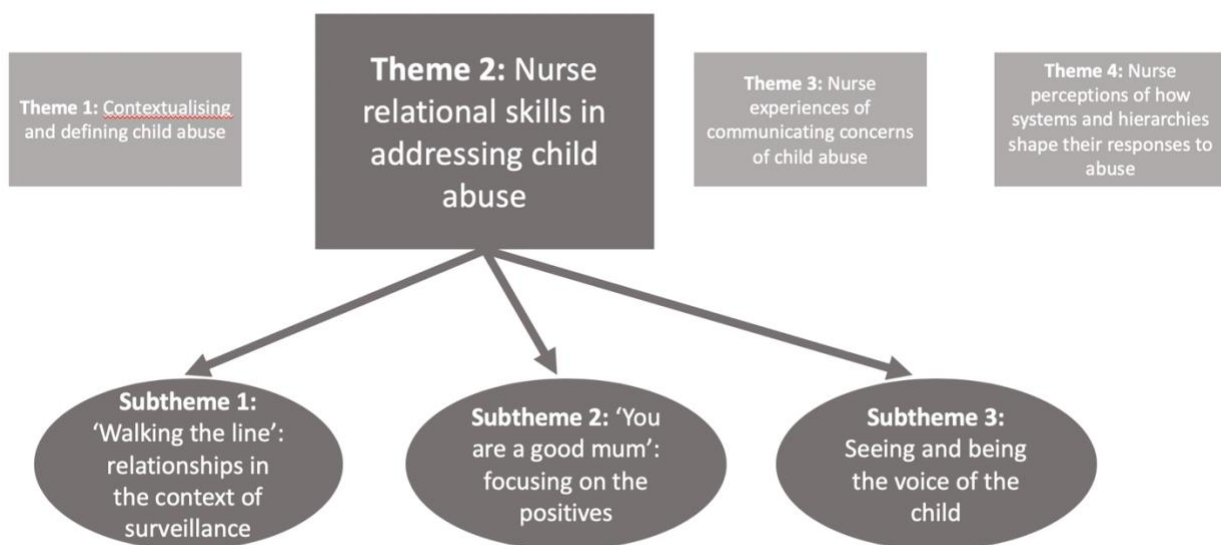 Theme 1: Contextualising
and defining child abuse
Theme 2: Nurse
relational skills in
addressing child
abuse
Theme 3: Nurse
experiences of
communicating concerns
of child abuse
Theme 4: Nurse
perceptions of how
systems and hierarchies
shape their responses to
abuse
Subtheme 1:
‘Walking the line’:
relationships in
the context of
surveillance
Subtheme 2: ‘You
are a good mum’:
focusing on the
positives
Subtheme 3:
Seeing and being
the voice of the
child